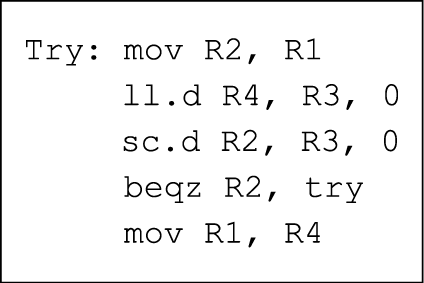 Try: mov R2, R1
ll.d R4, R3, 0
sc.d R2, R3, 0
beqz R2, try
mov R1, R4